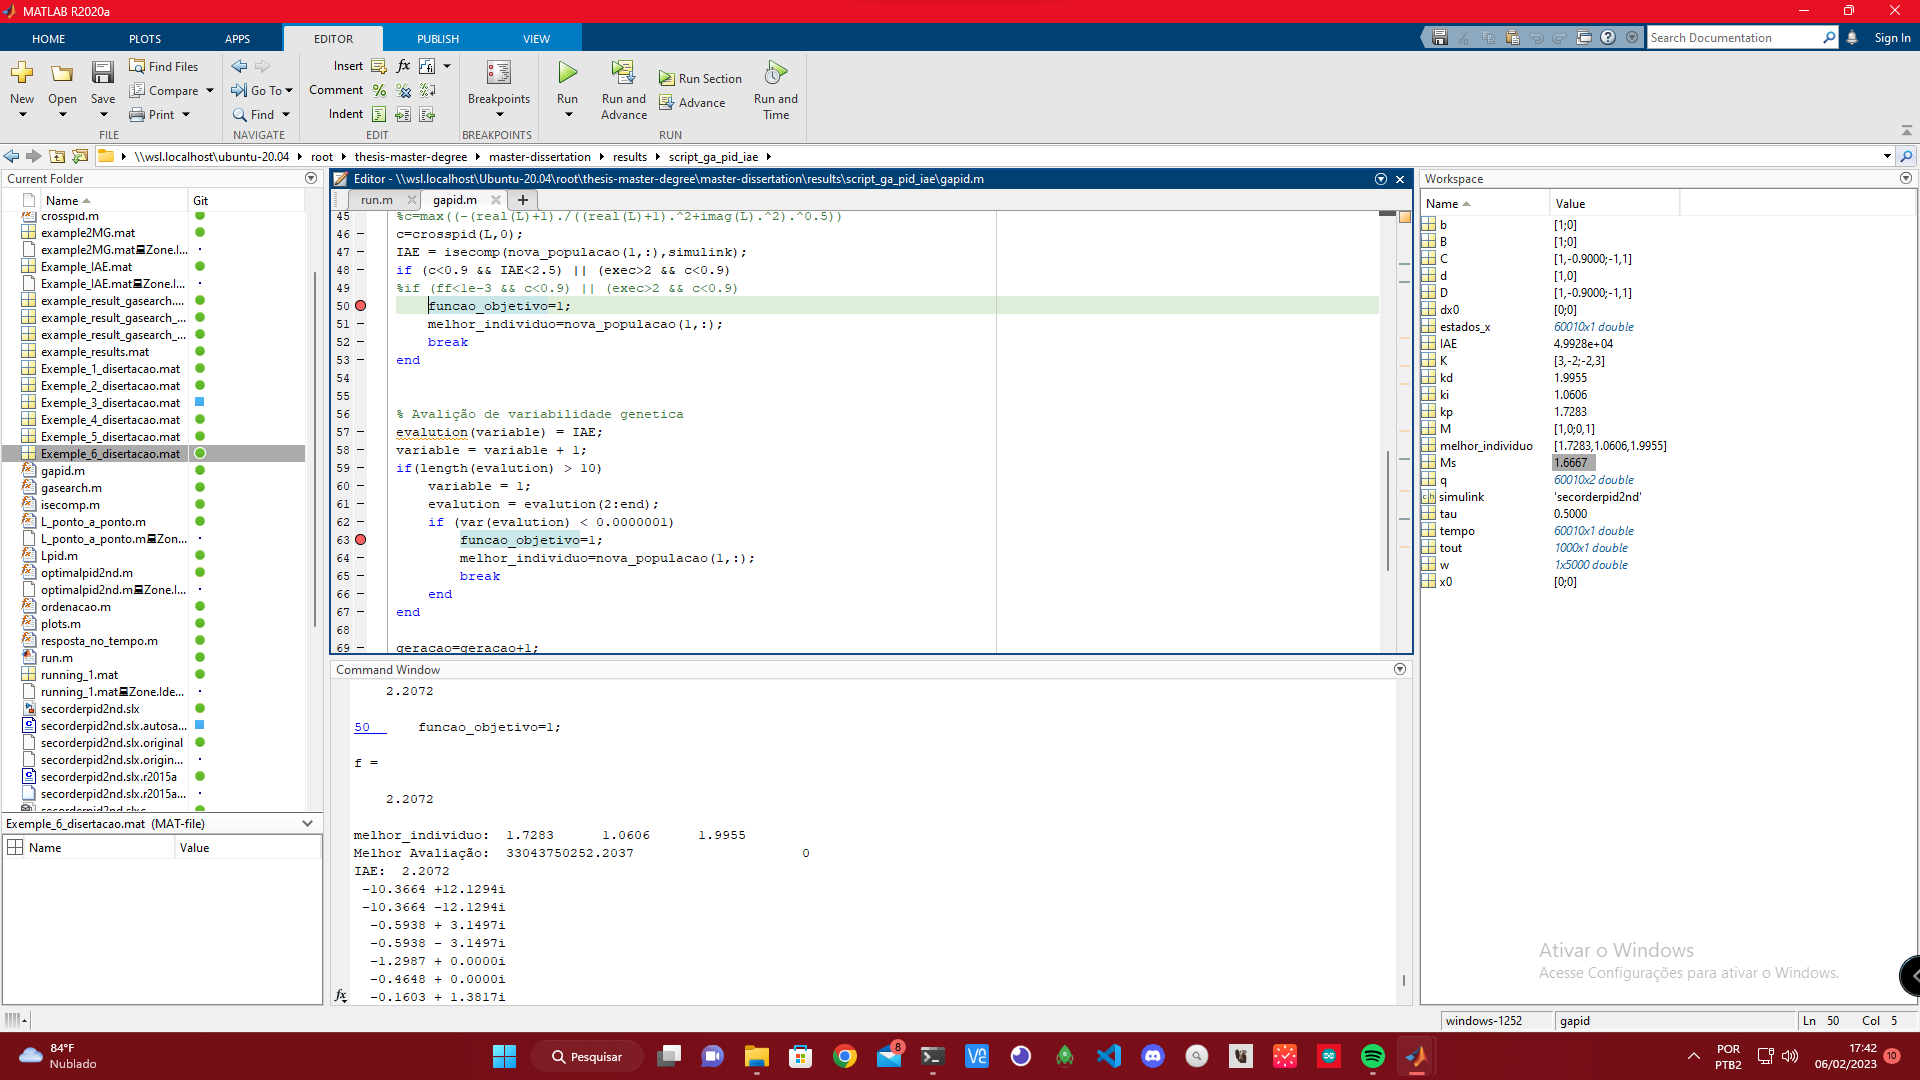 MATLAB R2020a
HOME PLOTS APPS EDITOR PUBLISH VIEW
Search Documentation
Sign In
New Open Save
Find Files
Compare
Print
FILE
Go To
Find
NAVIGATE
Insert
Comment
Indent
EDIT
Breakpoints
BREAKPOINTS
Run
Run and Advance
Run Section
Advance
Run and Time
RUN
\\wsl.localhost\ubuntu-20.04 root thesis-master-degree master-dissertation results script_ga_pid_iae
Current Folder
Name Git
crosspid.m
example2MG.mat
example2MG.mat Zone.I...
Example_IAE.mat
Example_IAE.mat Zone.I...
example_result_gasearch....
example_result_gasearch_...
example_result_gasearch_...
example_results.mat
Exemple_1_disertacao.mat
Exemple_2_disertacao.mat
Exemple_3_disertacao.mat
Exemple_4_disertacao.mat
Exemple_5_disertacao.mat
Exemple_6_disertacao.mat
gapid.m
gasearch.m
isecomp.m
L_ponto_a_ponto.m
L_ponto_a_ponto.m Zon...
Lpid.m
optimalpid2nd.m
optimalpid2nd.m Zone.I...
ordenacao.m
plots.m
resposta_no_tempo.m
run.m
running_1.mat
running_1.mat Zone.Ide...
secorderpid2nd.slx
secorderpid2nd.slx.autosa...
secorderpid2nd.slx.original
secorderpid2nd.slx.origin...
secorderpid2nd.slx.r2015a
secorderpid2nd.slx.r2015a...
Exemple_6_disertacao.mat (MAT-file)
Name Value
Editor - \\wsl.localhost\Ubuntu-20.04\root\thesis-master-degree\master-dissertation\results\script_ga_pid_iae\gapid.m
run.m gapid.m
45 %c=max((-(real(L)+1)./((real(L)+1).^2+imag(L).^2).^0.5))
46 c=crosspid(L,0);
47 IAE = isecomp(nova_populacao(1,:),simulink);
48 if (c<0.9 && IAE<2.5) || (exec>2 && c<0.9)
49 %if (ff<1e-3 && c<0.9) || (exec>2 && c<0.9)
50 funcao_objetivo=1;
51 melhor_individuo=nova_populacao(1,:);
52 break
53 end
54
55
56 % Avalição de variabilidade genetica
57 evalution(variable) = IAE;
58 variable = variable + 1;
59 if(length(evalution) > 10)
60 variable = 1;
61 evalution = evalution(2:end);
62 if (var(evalution) < 0.0000001)
63 funcao_objetivo=1;
64 melhor_individuo=nova_populacao(1,:);
65 break
66 end
67 end
68
69 geracao=geracao+1;
Command Window
2.2072
50 funcao_objetivo=1;
f =
2.2072
melhor_individuo: 1.7283 1.0606 1.9955
Melhor Avaliação: 33043750252.2037 0
IAE: 2.2072
-10.3664 +12.1294i
-10.3664 -12.1294i
-0.5938 + 3.1497i
-0.5938 - 3.1497i
-1.2987 + 0.0000i
-0.4648 + 0.0000i
-0.1603 + 1.3817i
fx
Workspace
Name Value
b [1;0]
B [1;0]
C [1,-0.9000;-1,1]
d [1,0]
D [1,-0.9000;-1,1]
dx0 [0;0]
estados_x 60010x1 double
IAE 4.9928e+04
K [3,-2;-2,3]
kd 1.9955
ki 1.0606
kp 1.7283
M [1,0;0,1]
melhor_individuo [1.7283,1.0606,1.9955]
Ms 1.6667
q 60010x2 double
simulink 'secorderpid2nd'
tau 0.5000
tempo 60010x1 double
tout 1000x1 double
w 1x5000 double
x0 [0;0]
Ativar o Windows
Acesse Configurações para ativar o Windows.
windows-1252 gapid Ln 50 Col 5
84°F
Nublado
Pesquisar
8
POR
PTB2
17:42
06/02/2023
10